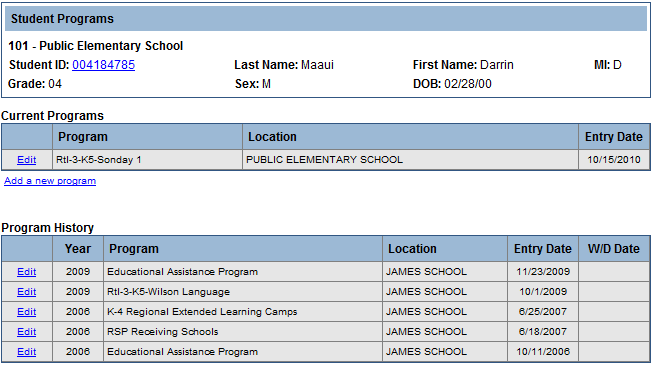 Student Programs
101 - Public Elementary School
Student ID: 004184785 Last Name: Maaui First Name: Darrin MI: D
Grade: 04 Sex: M DOB: 02/28/00
Current Programs
Program Location Entry Date
Edit RtI-3-K5-Sonday 1 PUBLIC ELEMENTARY SCHOOL 10/15/2010
Add a new program
Program History
Year Program Location Entry Date W/D Date
Edit 2009 Educational Assistance Program JAMES SCHOOL 11/23/2009
Edit 2009 RtI-3-K5-Wilson Language JAMES SCHOOL 10/1/2009
Edit 2006 K-4 Regional Extended Learning Camps JAMES SCHOOL 6/25/2007
Edit 2006 RSP Receiving Schools JAMES SCHOOL 6/18/2007
Edit 2006 Educational Assistance Program JAMES SCHOOL 10/11/2006